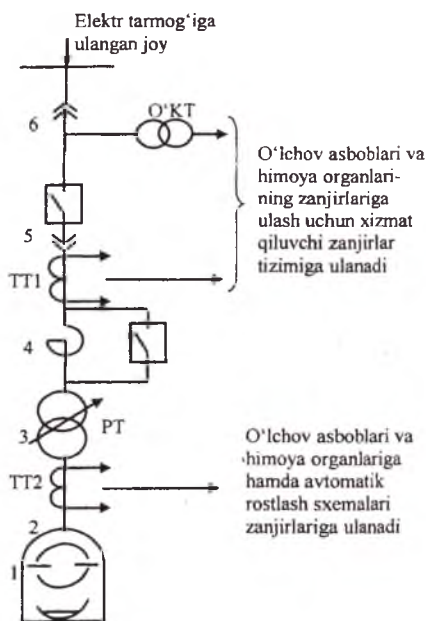 Elektr tarmog‘iga
ulangan joy
6
O‘KT
O‘lchov asboblari va
himoya organlari-
ning zanjirlariga
ulash uchun xizmat
qiluvchi zanjirlar
tizimiga ulanadi
5
TT1
4
3
PT
TT2
O‘lchov asboblari va
himoya organlariga
hamda avtomatik
rostlash sxemalari
zanjirlariga ulanadi
2
1